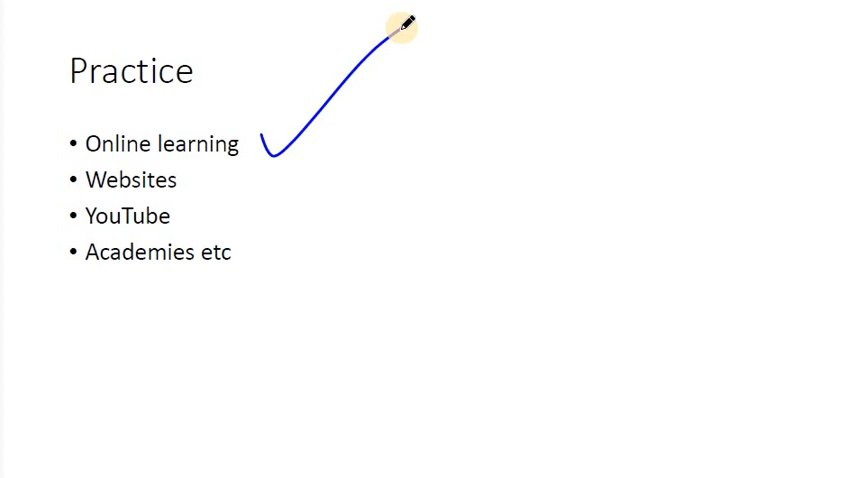 Practice
• Online learning
• Websites
• YouTube
• Academies etc